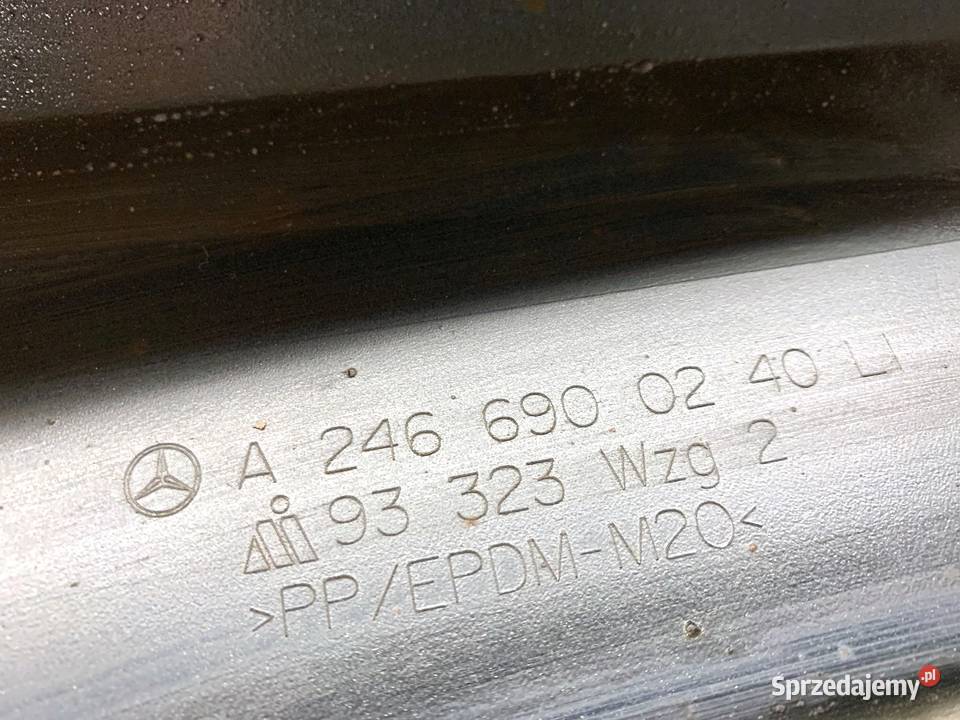 A 246 690 02 40 LI
93 323 Wzg 2
>PP/EPDM-M20<
Sprzedajemy.pl